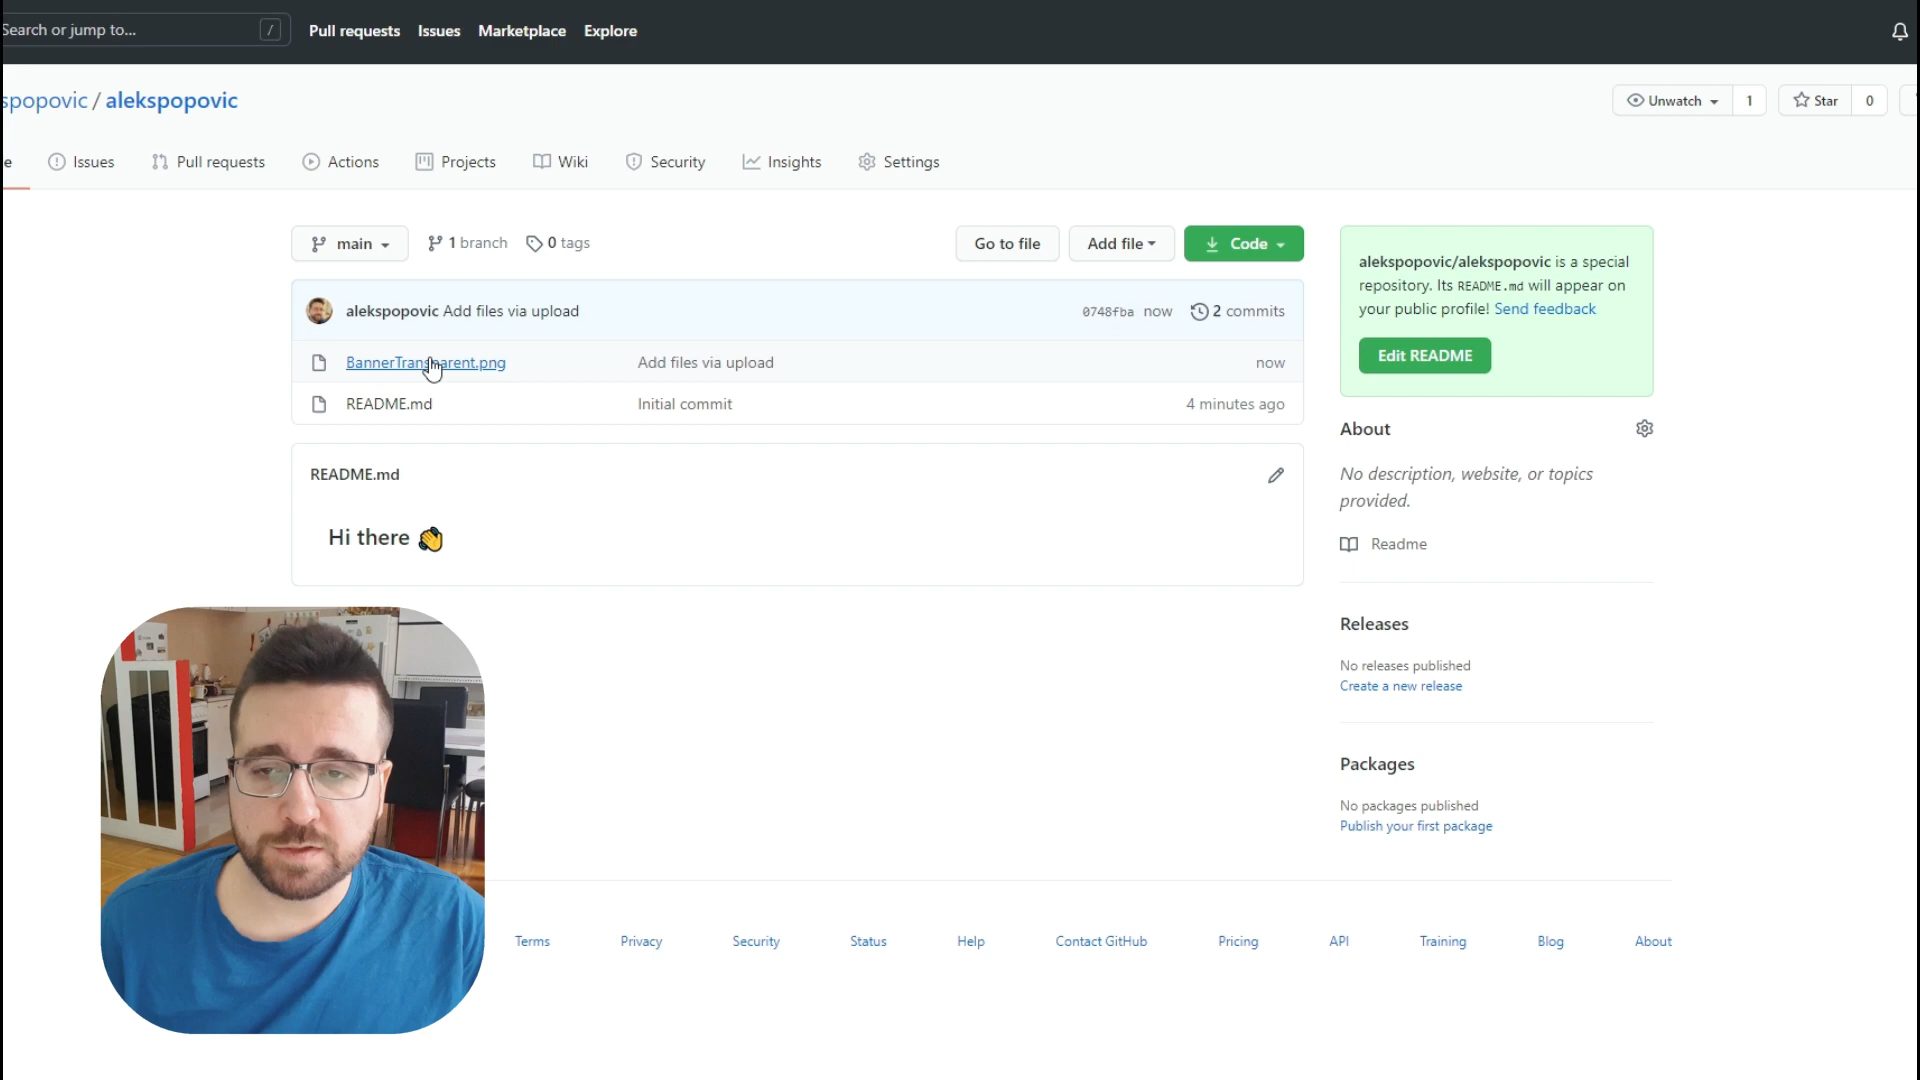 Search or jump to... /
Pull requests Issues Marketplace Explore
spopovic / alekspopovic
Unwatch 1 Star 0
e Issues Pull requests Actions Projects Wiki Security Insights Settings
main 1 branch 0 tags Go to file Add file Code
alekspopovic Add files via upload 0748fba now 2 commits
BannerTransparent.png Add files via upload now
README.md Initial commit 4 minutes ago
README.md
Hi there 👋
alekspopovic/alekspopovic is a special
repository. Its README.md will appear on
your public profile! Send feedback
Edit README
About
No description, website, or topics
provided.
Readme
Releases
No releases published
Create a new release
Packages
No packages published
Publish your first package
Terms Privacy Security Status Help Contact GitHub Pricing API Training Blog About